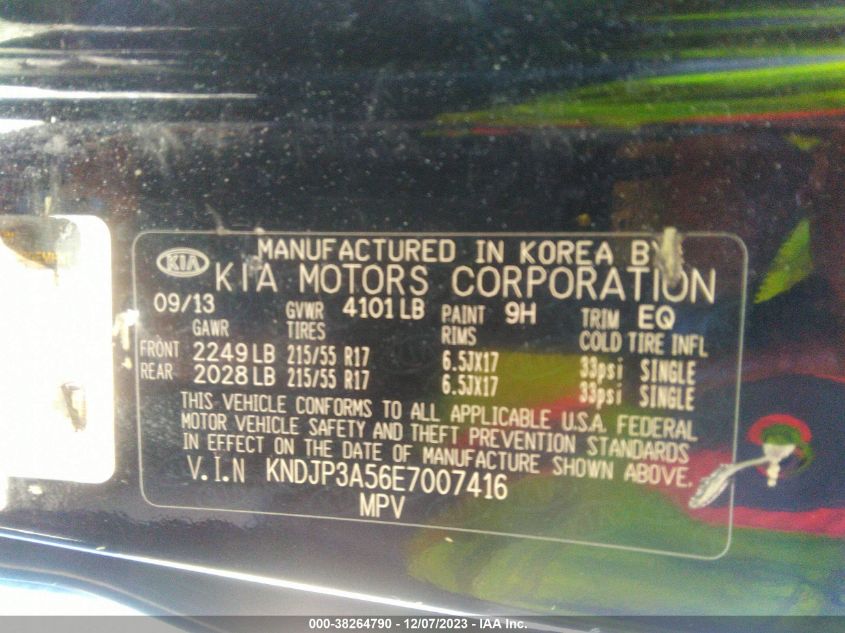 MANUFACTURED IN KOREA BY
KIA KIA MOTORS CORPORATION
09/13 GVWR 4101 LB PAINT 9H TRIM EQ
GAWR TIRES RIMS COLD TIRE INFL
FRONT 2249 LB 215/55 R17 6.5JX17 33psi SINGLE
REAR 2028 LB 215/55 R17 6.5JX17 33psi SINGLE
THIS VEHICLE CONFORMS TO ALL APPLICABLE U.S.A. FEDERAL
MOTOR VEHICLE SAFETY AND THEFT PREVENTION STANDARDS
IN EFFECT ON THE DATE OF MANUFACTURE SHOWN ABOVE.
V.I.N KNDJP3A56E7007416
MPV
000-38264790 - 12/07/2023 - IAA Inc.